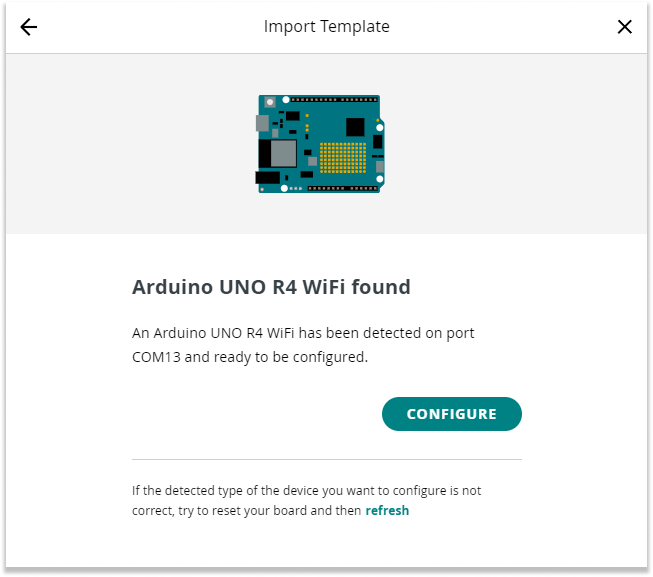 Import Template
Arduino UNO R4 WiFi found
An Arduino UNO R4 WiFi has been detected on port
COM13 and ready to be configured.
CONFIGURE
If the detected type of the device you want to configure is not
correct, try to reset your board and then refresh